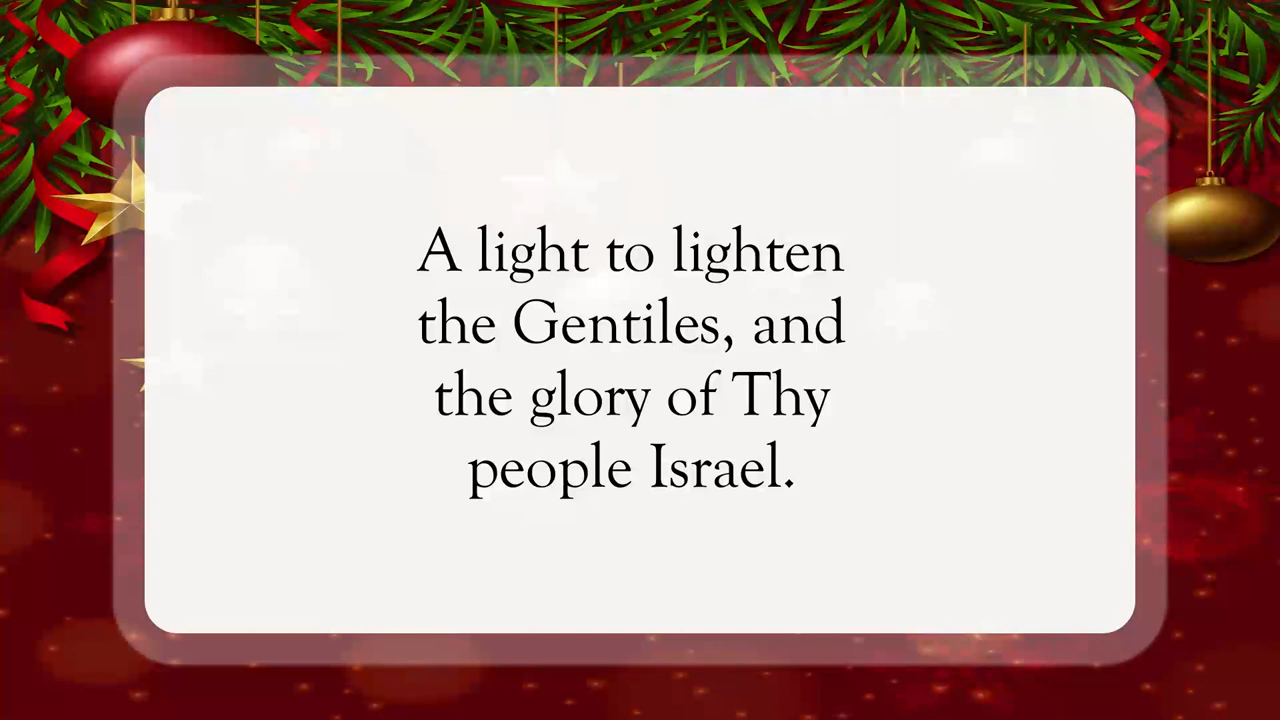 A light to lighten
the Gentiles, and
the glory of Thy
people Israel.